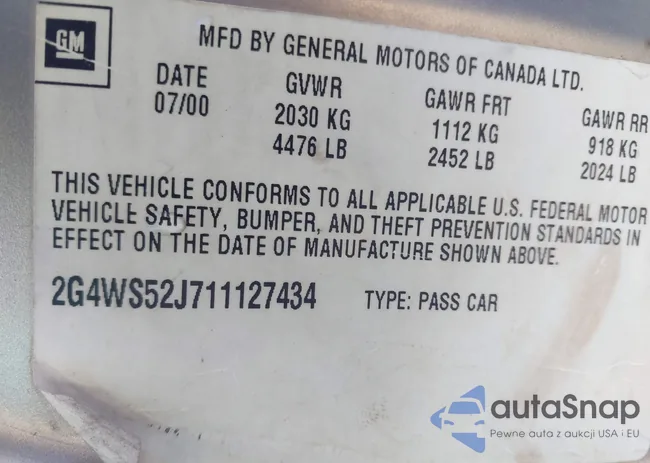 GM
MFD BY GENERAL MOTORS OF CANADA LTD.
DATE GVWR GAWR FRT GAWR RR
07/00 2030 KG 1112 KG 918 KG
4476 LB 2452 LB 2024 LB
THIS VEHICLE CONFORMS TO ALL APPLICABLE U.S. FEDERAL MOTOR
VEHICLE SAFETY, BUMPER, AND THEFT PREVENTION STANDARDS IN
EFFECT ON THE DATE OF MANUFACTURE SHOWN ABOVE.
2G4WS52J711127434 TYPE: PASS CAR
autaSnap
Pewne auta z aukcji USA i EU